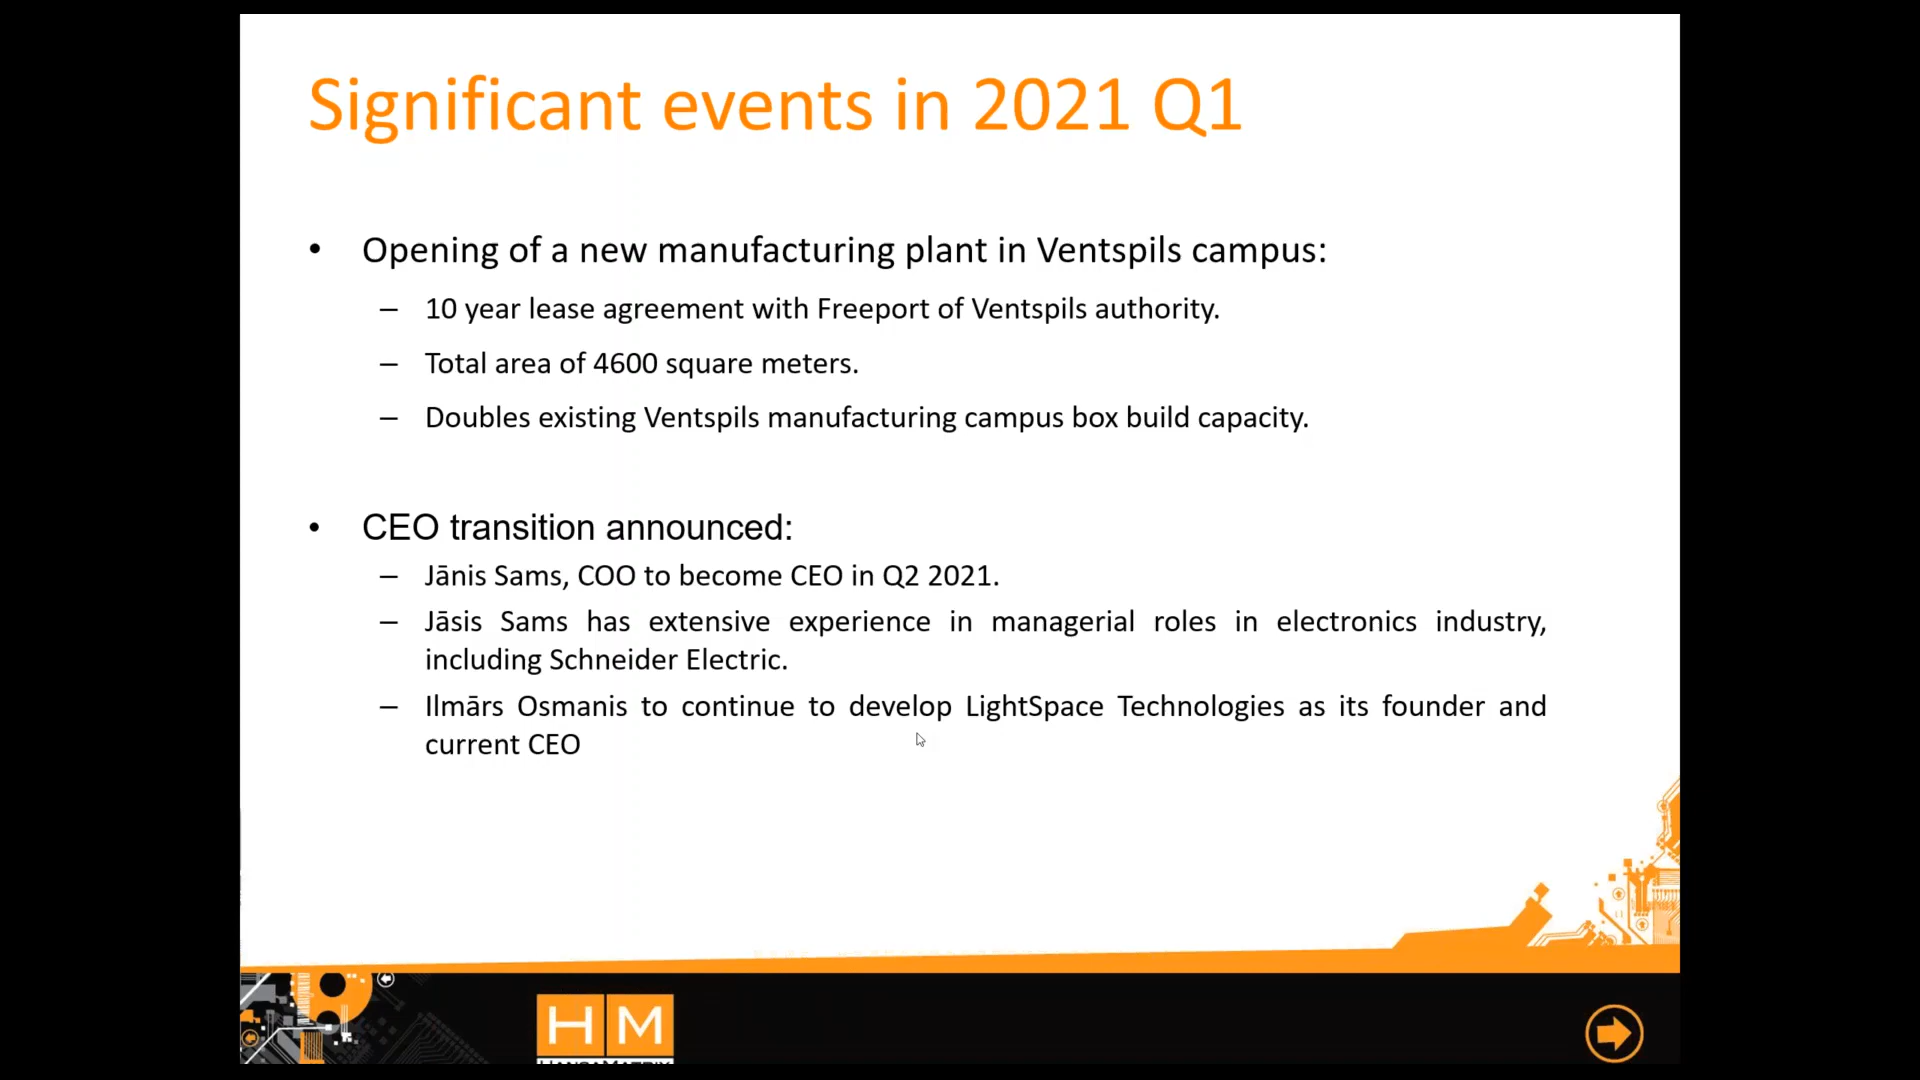 Significant events in 2021 Q1
• Opening of a new manufacturing plant in Ventspils campus:
– 10 year lease agreement with Freeport of Ventspils authority.
– Total area of 4600 square meters.
– Doubles existing Ventspils manufacturing campus box build capacity.
• CEO transition announced:
– Jānis Sams, COO to become CEO in Q2 2021.
– Jāsis Sams has extensive experience in managerial roles in electronics industry,
including Schneider Electric.
– Ilmārs Osmanis to continue to develop LightSpace Technologies as its founder and
current CEO
HM
HANSAMATRIX